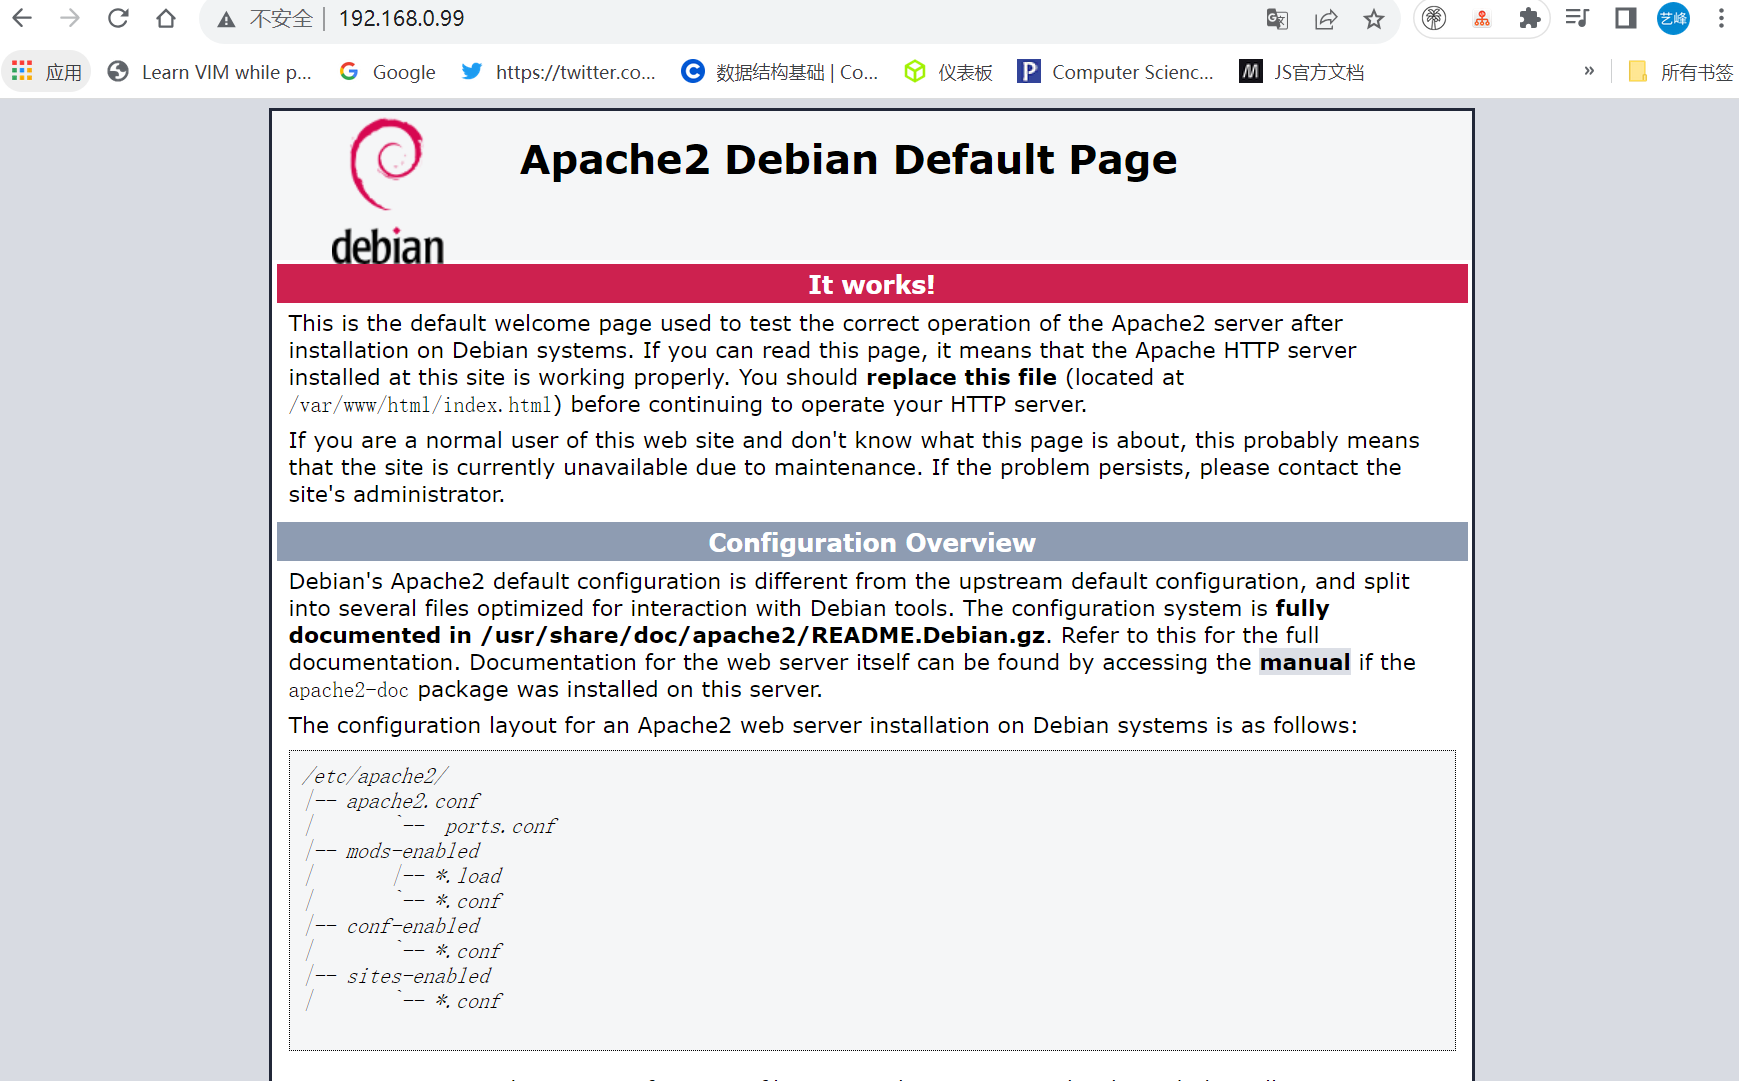 不安全 | 192.168.0.99
艺峰
应用 Learn VIM while p... Google https://twitter.co... 数据结构基础 | Co... 仪表板 Computer Scienc... JS官方文档 » 所有书签
debian
Apache2 Debian Default Page
It works!
This is the default welcome page used to test the correct operation of the Apache2 server after
installation on Debian systems. If you can read this page, it means that the Apache HTTP server
installed at this site is working properly. You should replace this file (located at
/var/www/html/index.html) before continuing to operate your HTTP server.
If you are a normal user of this web site and don't know what this page is about, this probably means
that the site is currently unavailable due to maintenance. If the problem persists, please contact the
site's administrator.
Configuration Overview
Debian's Apache2 default configuration is different from the upstream default configuration, and split
into several files optimized for interaction with Debian tools. The configuration system is fully
documented in /usr/share/doc/apache2/README.Debian.gz. Refer to this for the full
documentation. Documentation for the web server itself can be found by accessing the manual if the
apache2-doc package was installed on this server.
The configuration layout for an Apache2 web server installation on Debian systems is as follows:
/etc/apache2/
|-- apache2.conf
|       `--  ports.conf
|-- mods-enabled
|       |-- *.load
|       `-- *.conf
|-- conf-enabled
|       `-- *.conf
|-- sites-enabled
|       `-- *.conf